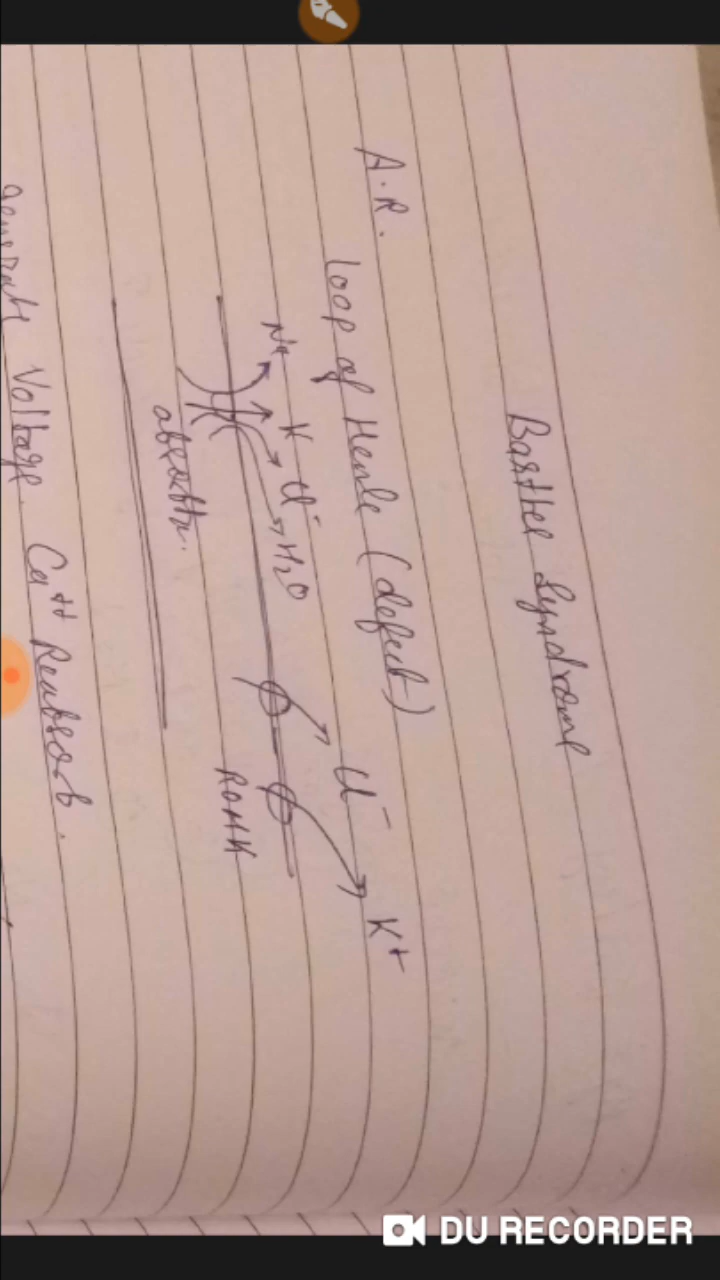 Bartter Syndrome
A.R.
Loop of Henle (defect)
Na K Cl⁻ H₂O Cl⁻ K⁺
ROMK
Voltage. Ca⁺⁺ Reabsorb.
DU RECORDER